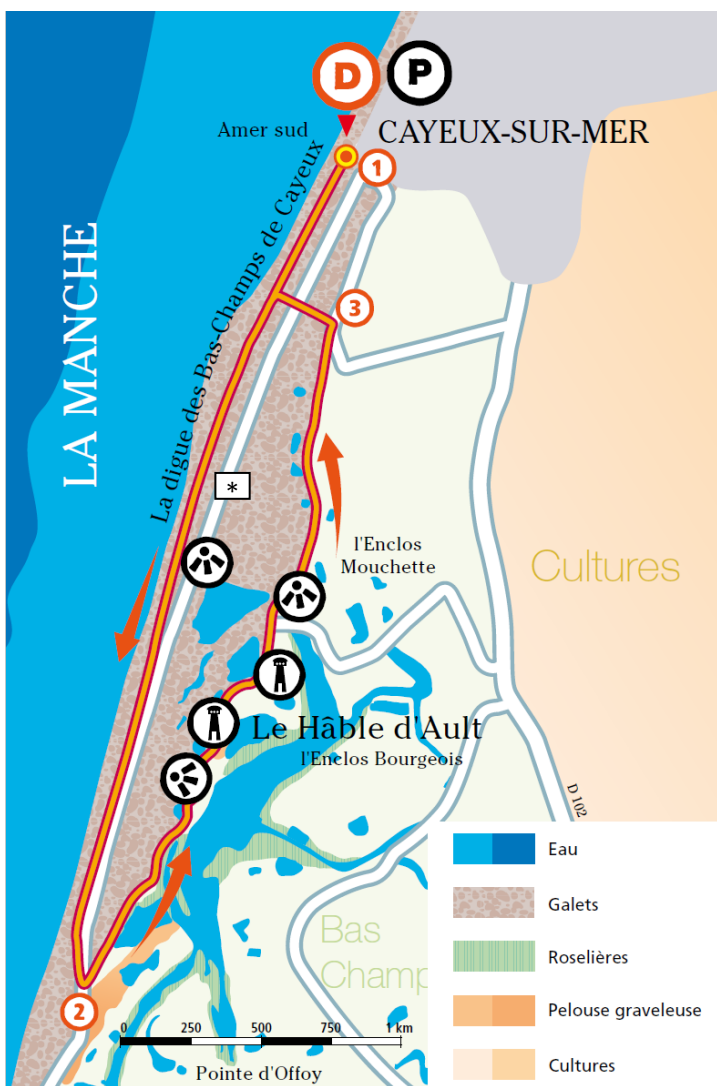 D
P
Amer sud
CAYEUX-SUR-MER
1
La digue des Bas-Champs de Cayeux
LA MANCHE
3
*
l'Enclos
Mouchette
Cultures
Le Hâble d'Ault
l'Enclos Bourgeois
D 102
Eau
Galets
Bas
Champ
Roselières
2
Pelouse graveleuse
0 250 500 750 1 km
Cultures
Pointe d'Offoy